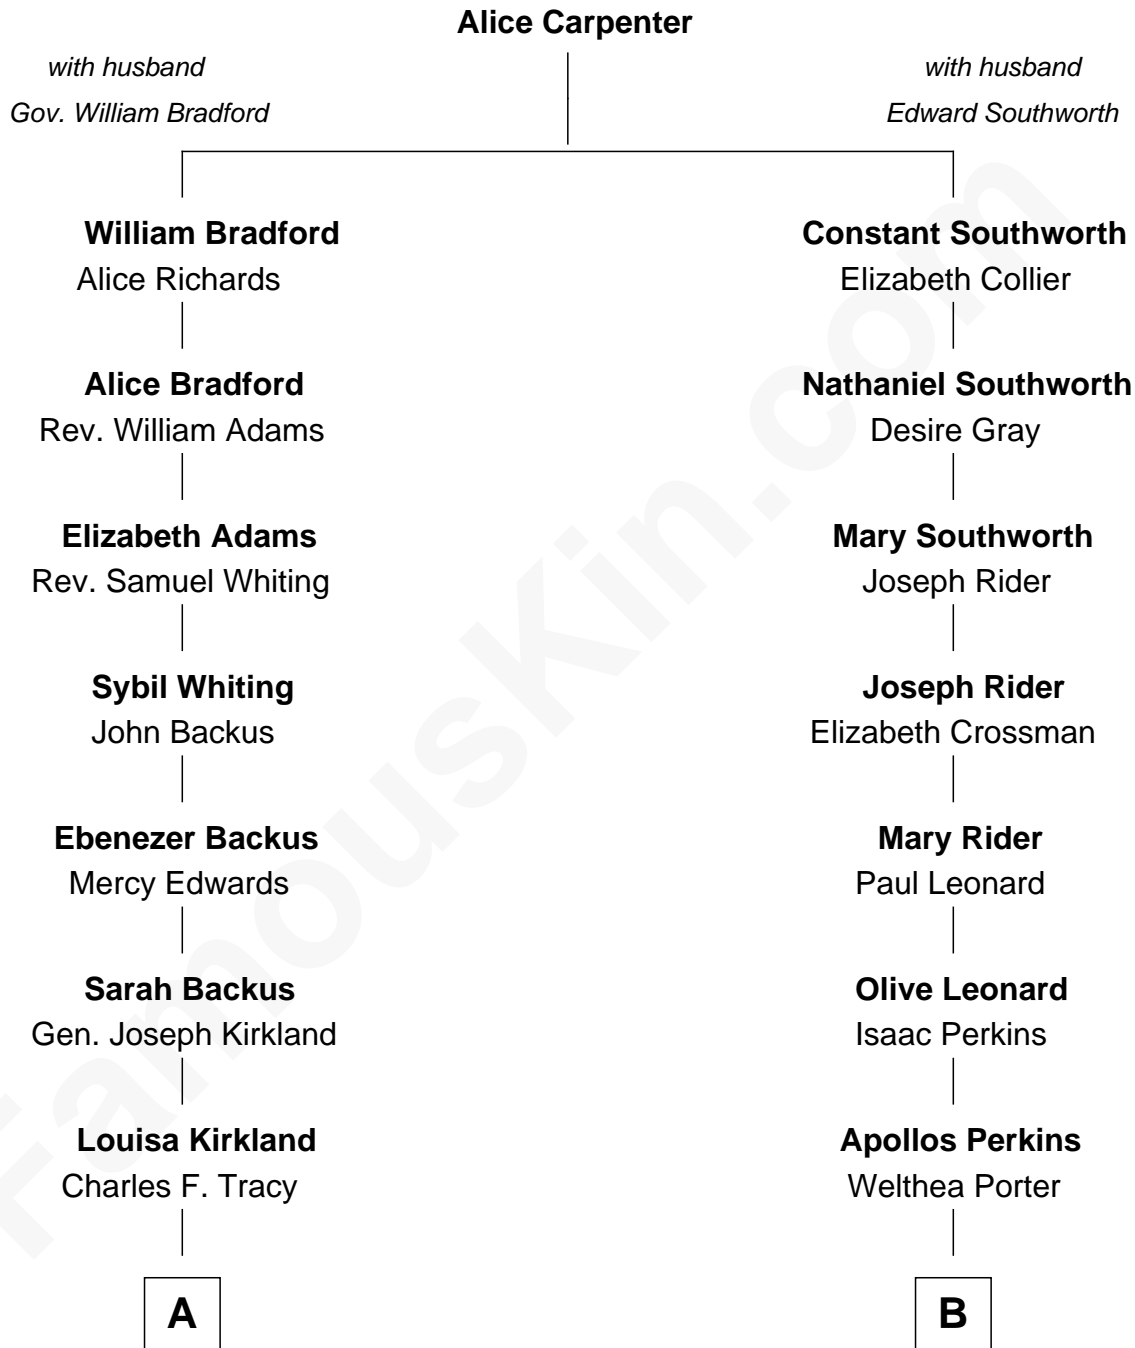 Alice Carpenter
with husband
Gov. William Bradford
with husband
Edward Southworth
William Bradford
Alice Richards
Constant Southworth
Elizabeth Collier
Alice Bradford
Rev. William Adams
Nathaniel Southworth
Desire Gray
Elizabeth Adams
Rev. Samuel Whiting
Mary Southworth
Joseph Rider
Sybil Whiting
John Backus
Joseph Rider
Elizabeth Crossman
Ebenezer Backus
Mercy Edwards
Mary Rider
Paul Leonard
Sarah Backus
Gen. Joseph Kirkland
Olive Leonard
Isaac Perkins
Louisa Kirkland
Charles F. Tracy
Apollos Perkins
Welthea Porter
A
B
FamousKin.com